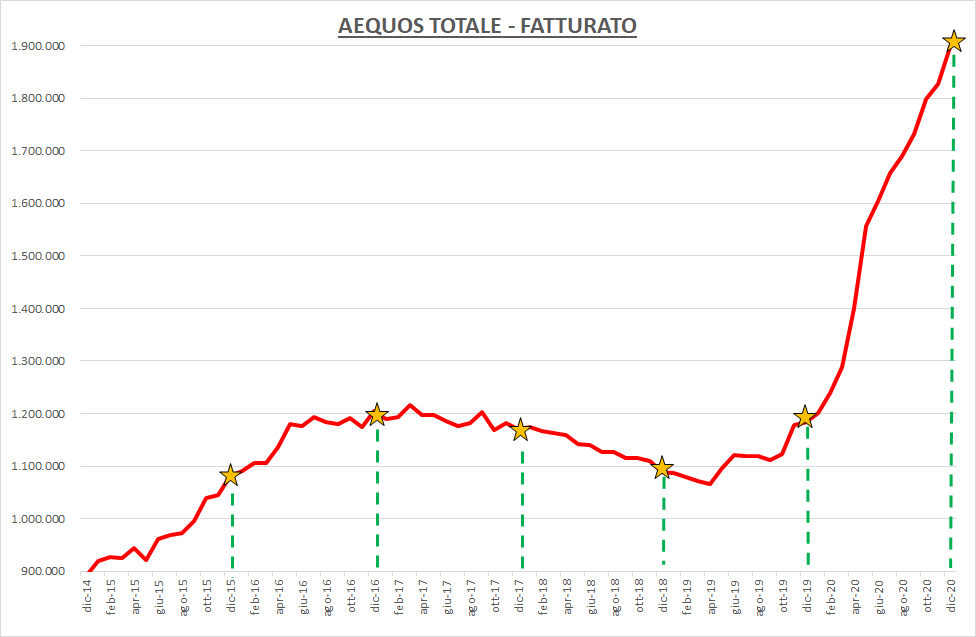 AEQUOS TOTALE - FATTURATO
1.900.000
1.800.000
1.700.000
1.600.000
1.500.000
1.400.000
1.300.000
1.200.000
1.100.000
1.000.000
900.000
dic-14
feb-15
apr-15
giu-15
ago-15
ott-15
dic-15
feb-16
apr-16
giu-16
ago-16
ott-16
dic-16
feb-17
apr-17
giu-17
ago-17
ott-17
dic-17
feb-18
apr-18
giu-18
ago-18
ott-18
dic-18
feb-19
apr-19
giu-19
ago-19
ott-19
dic-19
feb-20
apr-20
giu-20
ago-20
ott-20
dic-20